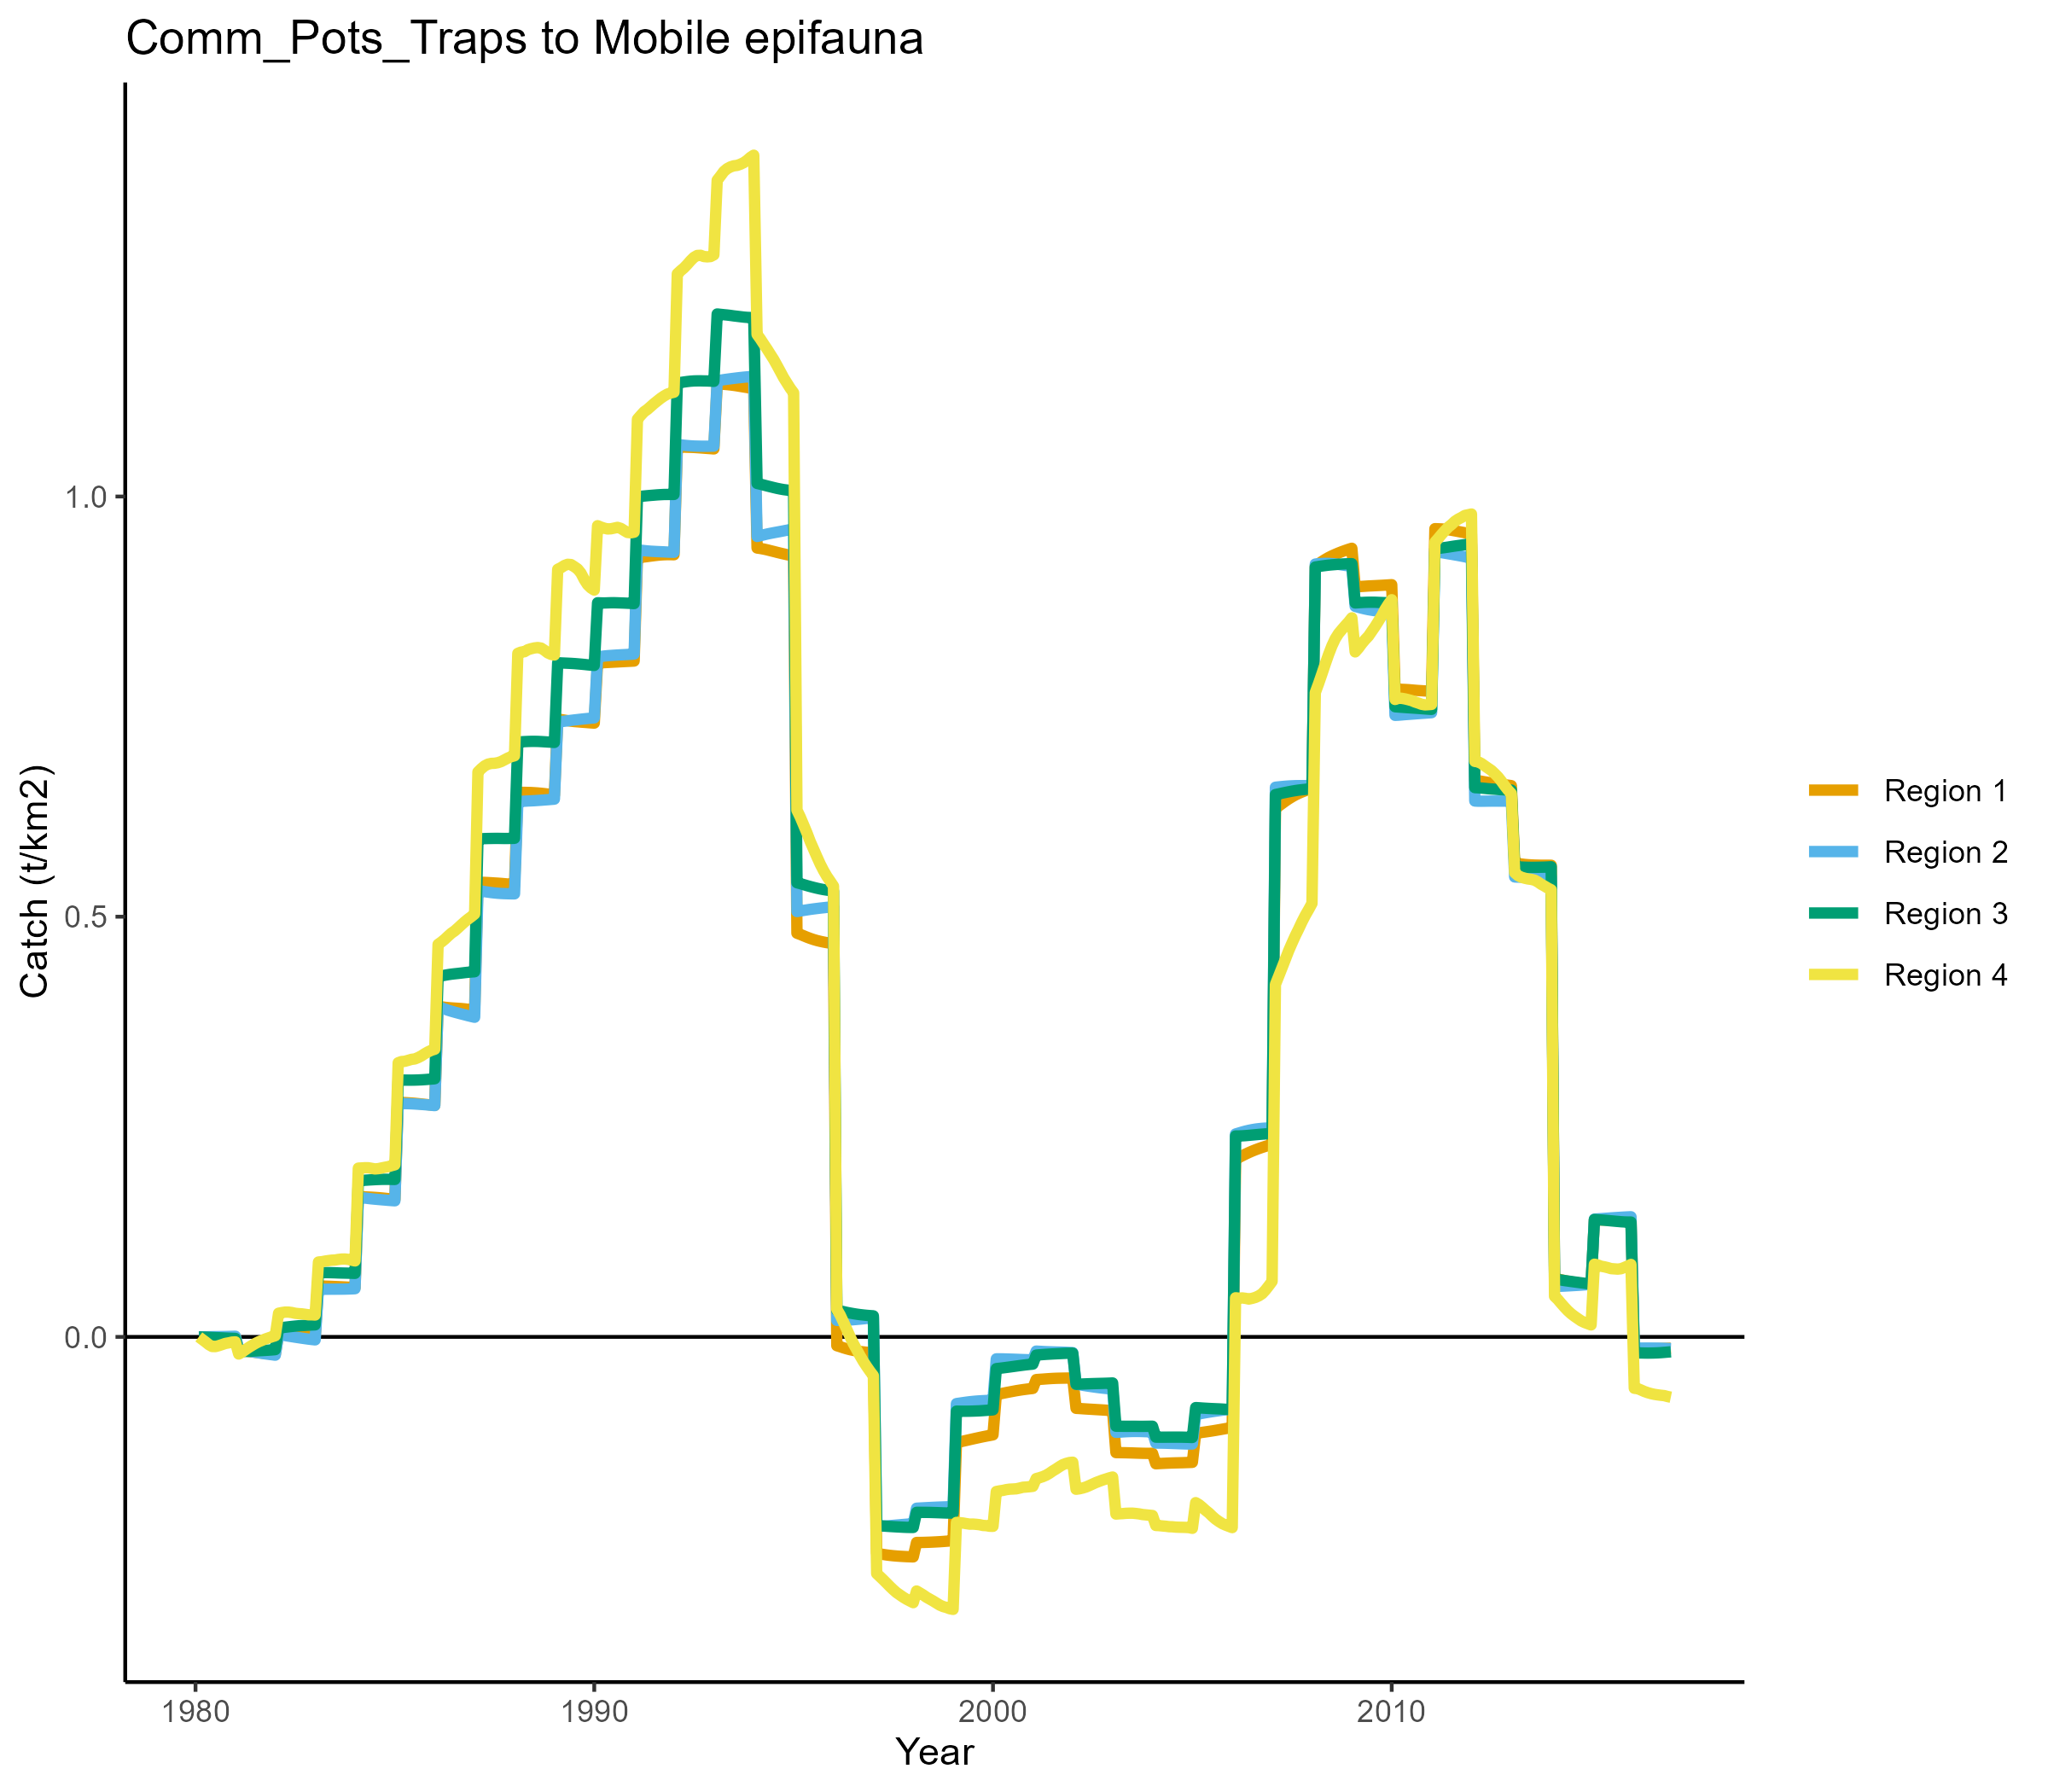 Comm_Pots_Traps to Mobile epifauna
Catch (t/km2)
1.0
0.5
0.0
1980
1990
2000
2010
Year
Region 1
Region 2
Region 3
Region 4